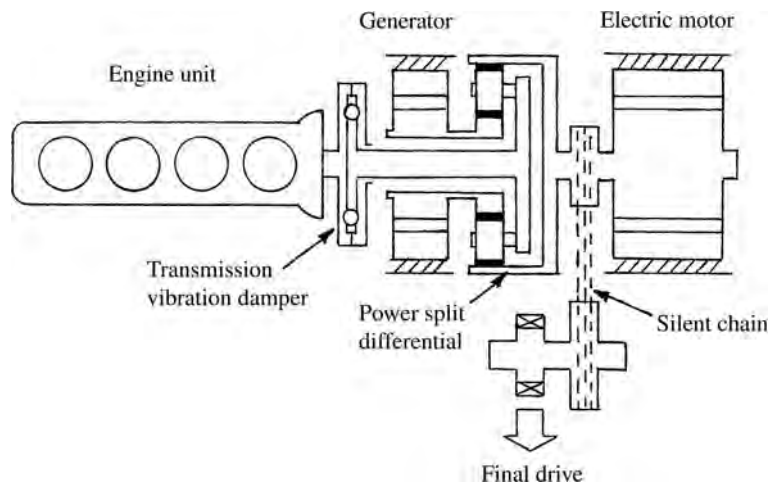 Generator
Electric motor
Engine unit
Transmission
vibration damper
Power split
differential
Silent chain
Final drive